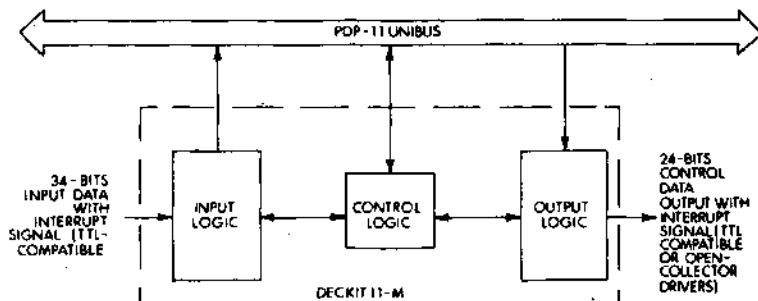 PDP-11 UNIBUS
34-BITS
INPUT DATA
WITH
INTERRUPT
SIGNAL (TTL-
COMPATIBLE
INPUT
LOGIC
CONTROL
LOGIC
OUTPUT
LOGIC
24-BITS
CONTROL
DATA
OUTPUT WITH
INTERRUPT
SIGNAL (TTL
COMPATIBLE
OR OPEN-
COLLECTOR
DRIVERS)
DECKIT 11-M